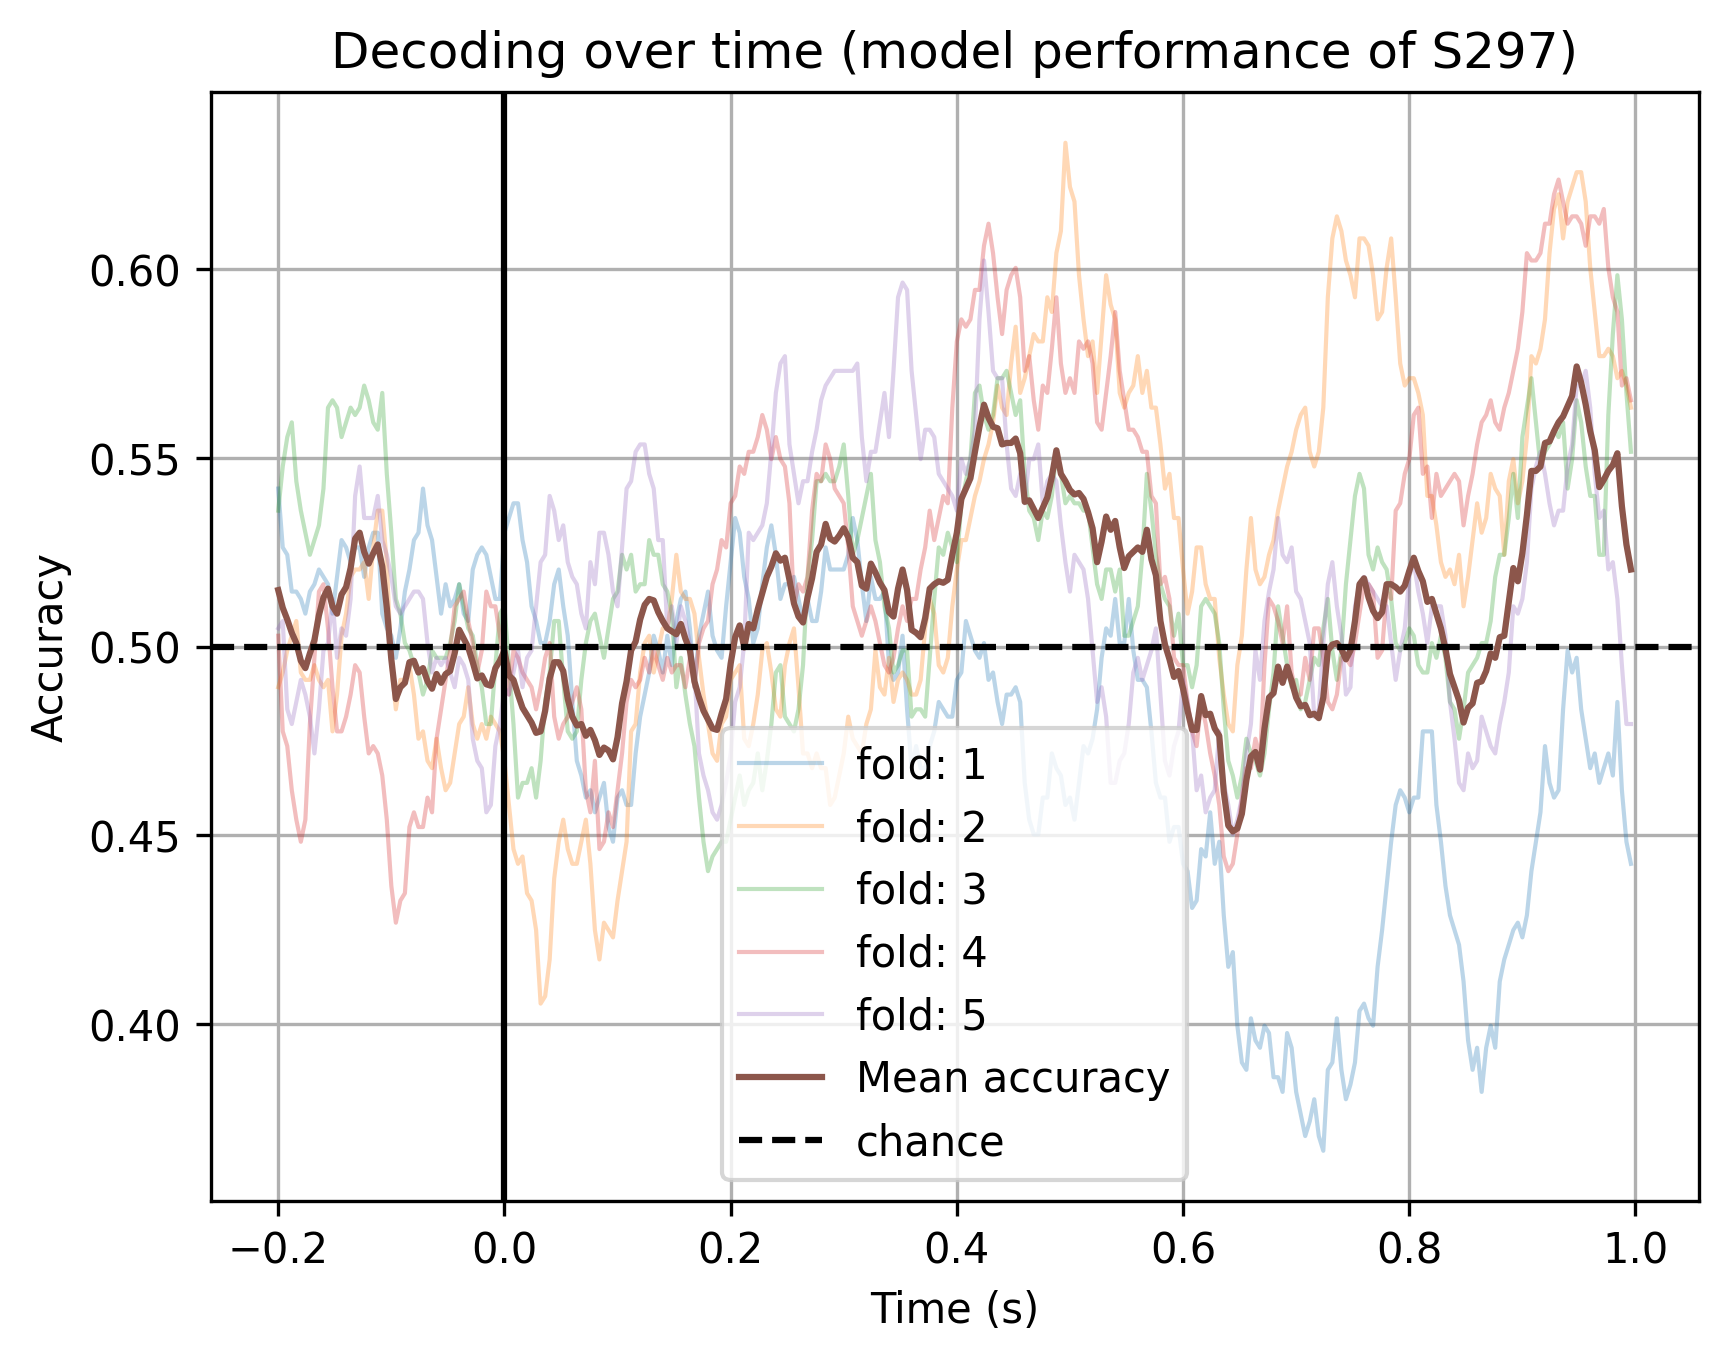 Decoding over time (model performance of S297)
Accuracy
0.60
0.55
0.50
0.45
0.40
fold: 1
fold: 2
fold: 3
fold: 4
fold: 5
Mean accuracy
chance
−0.2 0.0 0.2 0.4 0.6 0.8 1.0
Time (s)